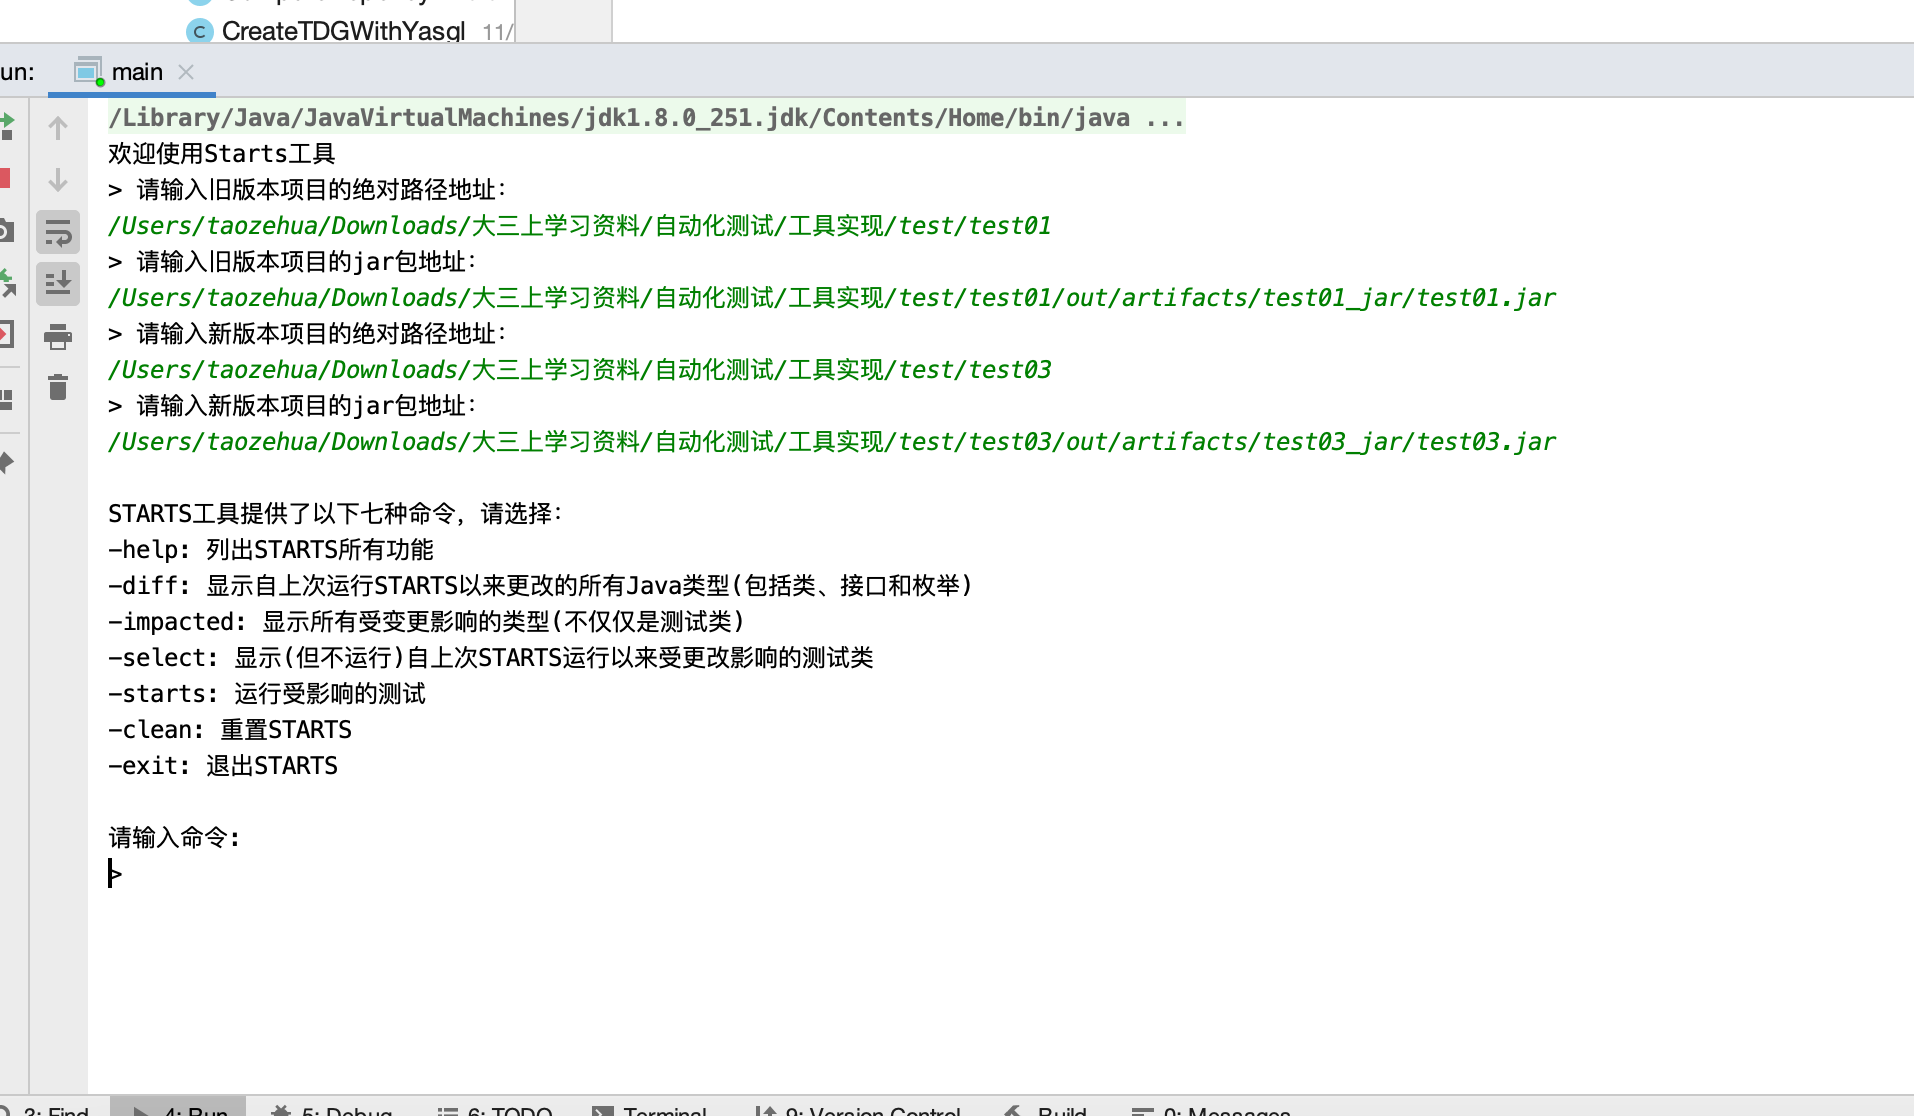 CreateTDGWithYasgl 11/
un: main
/Library/Java/JavaVirtualMachines/jdk1.8.0_251.jdk/Contents/Home/bin/java ...
欢迎使用Starts工具
> 请输入旧版本项目的绝对路径地址：
/Users/taozehua/Downloads/大三上学习资料/自动化测试/工具实现/test/test01
> 请输入旧版本项目的jar包地址：
/Users/taozehua/Downloads/大三上学习资料/自动化测试/工具实现/test/test01/out/artifacts/test01_jar/test01.jar
> 请输入新版本项目的绝对路径地址：
/Users/taozehua/Downloads/大三上学习资料/自动化测试/工具实现/test/test03
> 请输入新版本项目的jar包地址：
/Users/taozehua/Downloads/大三上学习资料/自动化测试/工具实现/test/test03/out/artifacts/test03_jar/test03.jar
STARTS工具提供了以下七种命令，请选择：
-help: 列出STARTS所有功能
-diff: 显示自上次运行STARTS以来更改的所有Java类型(包括类、接口和枚举)
-impacted: 显示所有受变更影响的类型(不仅仅是测试类)
-select: 显示(但不运行)自上次STARTS运行以来受更改影响的测试类
-starts: 运行受影响的测试
-clean: 重置STARTS
-exit: 退出STARTS
请输入命令:
>
3: Find 4: Run 5: Debug 6: TODO Terminal 9: Version Control Build 0: Messages